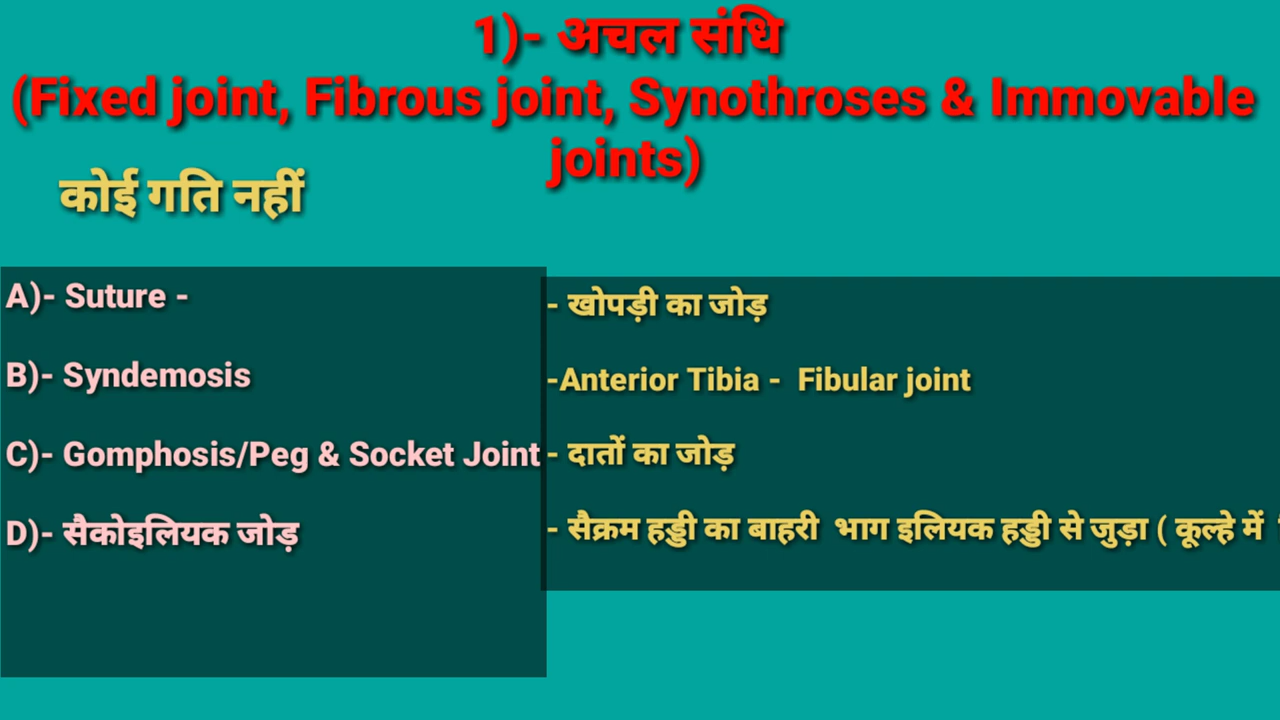 1)- अचल संधि
(Fixed joint, Fibrous joint, Synothroses & Immovable
joints)
कोई गति नहीं
A)- Suture -
- खोपड़ी का जोड़
B)- Syndemosis
-Anterior Tibia - Fibular joint
C)- Gomphosis/Peg & Socket Joint
- दातों का जोड़
D)- सैकोइलियक जोड़
- सैक्रम हड्डी का बाहरी भाग इलियक हड्डी से जुड़ा ( कूल्हे में